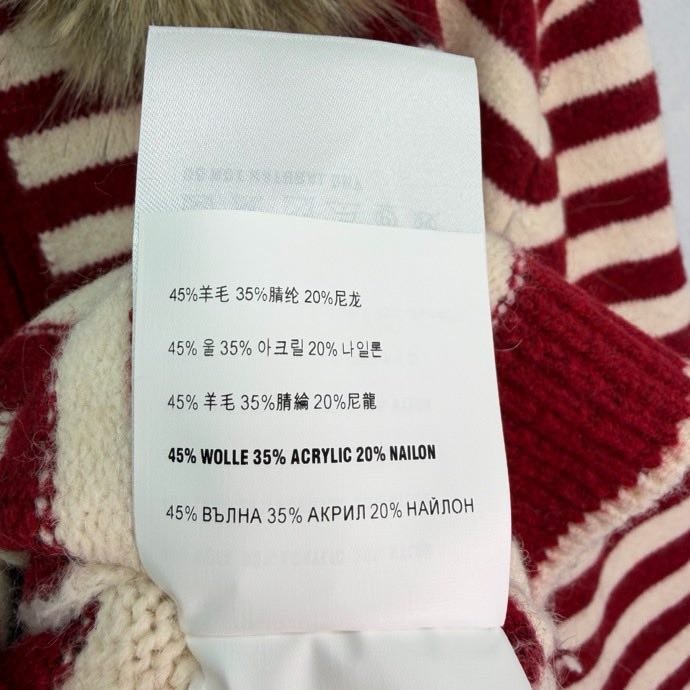 45%羊毛 35%腈纶 20%尼龙
45% 울 35% 아크릴 20% 나일론
45% 羊毛 35%腈綸 20%尼龍
45% WOLLE 35% ACRYLIC 20% NAILON
45% ВЪЛНА 35% АКРИЛ 20% НАЙЛОН